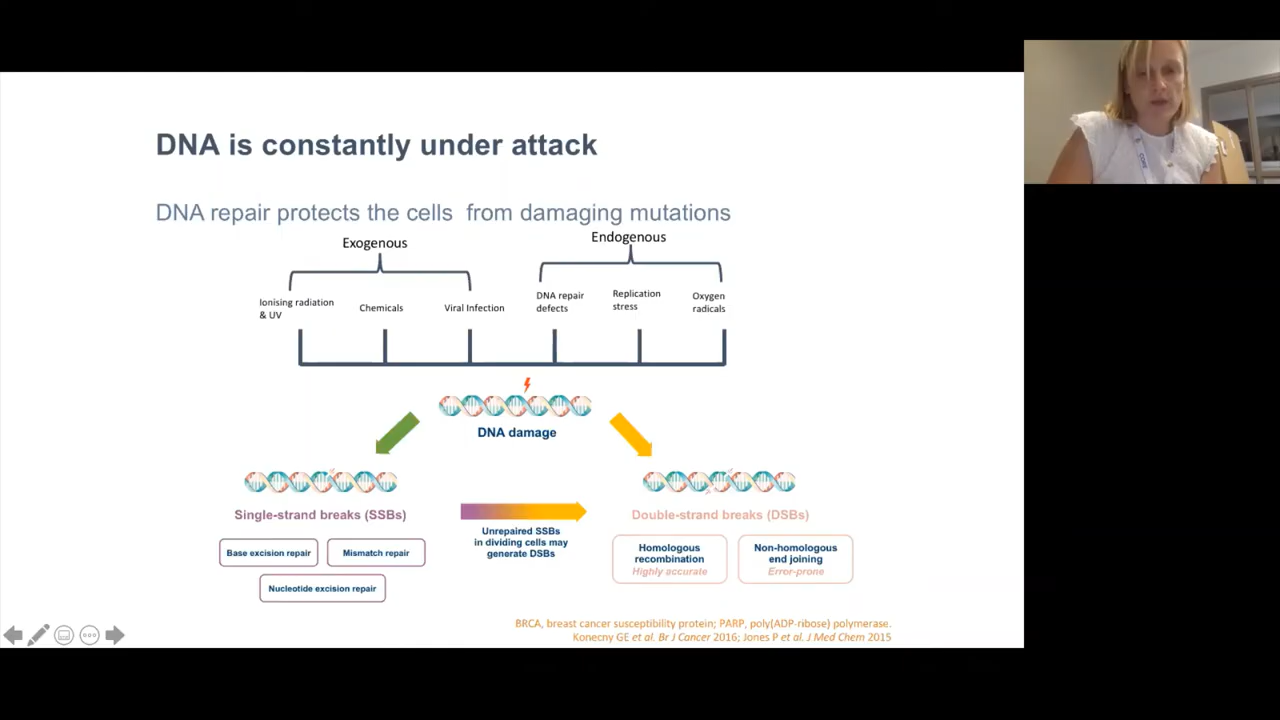 DNA is constantly under attack
DNA repair protects the cells from damaging mutations
Exogenous
Endogenous
Ionising radiation
& UV
Chemicals
Viral Infection
DNA repair
defects
Replication
stress
Oxygen
radicals
DNA damage
Single-strand breaks (SSBs)
Unrepaired SSBs
in dividing cells may
generate DSBs
Double-strand breaks (DSBs)
Base excision repair
Mismatch repair
Nucleotide excision repair
Homologous
recombination
Highly accurate
Non-homologous
end joining
Error-prone
BRCA, breast cancer susceptibility protein; PARP, poly(ADP-ribose) polymerase.
Konecny GE et al. Br J Cancer 2016; Jones P et al. J Med Chem 2015